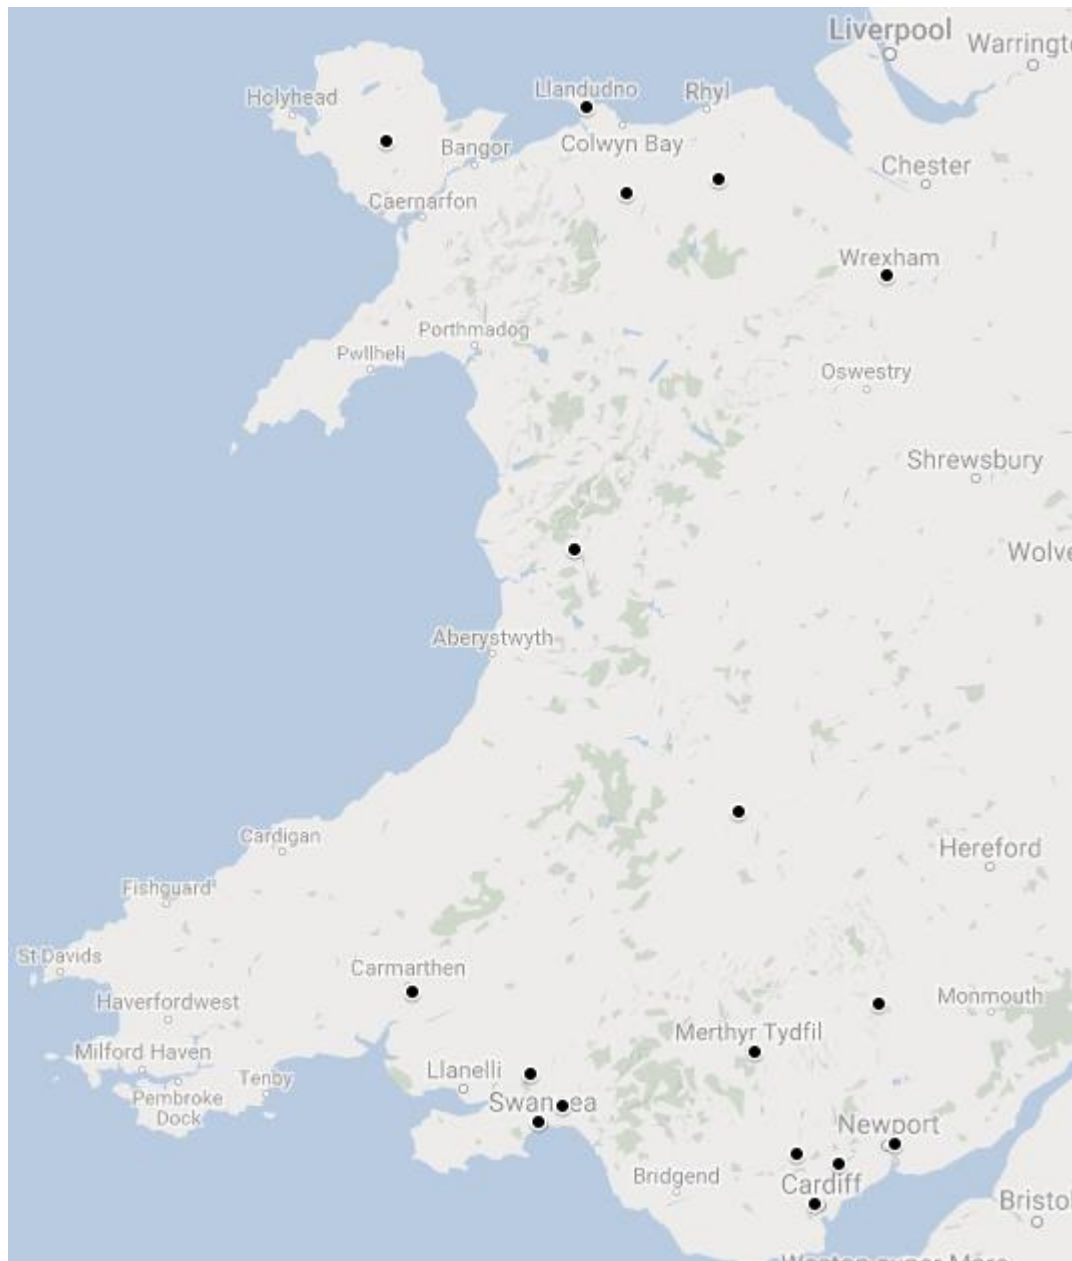 Liverpool
Warringt
Llandudno
Rhyl
Holyhead
Colwyn Bay
Bangor
Chester
Caernarfon
Wrexham
Porthmadog
Pwllheli
Oswestry
Shrewsbury
Wolve
Aberystwyth
Cardigan
Hereford
Fishguard
St Davids
Carmarthen
Haverfordwest
Monmouth
Merthyr Tydfil
Milford Haven
Llanelli
Tenby
Pembroke
Dock
Swansea
Newport
Bridgend
Cardiff
Bristol